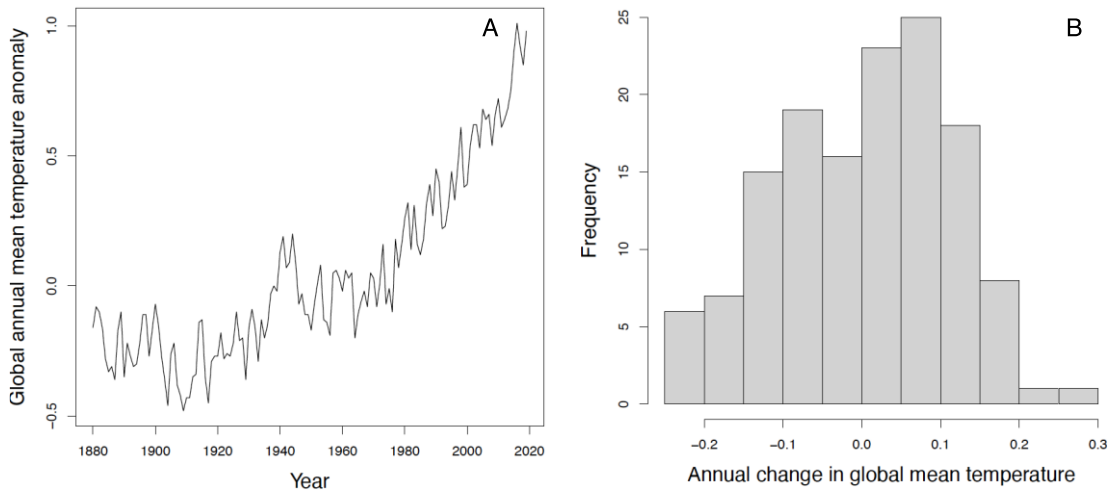 A
Global annual mean temperature anomaly
1.0
0.5
0.0
−0.5
1880 1900 1920 1940 1960 1980 2000 2020
Year
B
Frequency
25
20
15
10
5
0
−0.2 −0.1 0.0 0.1 0.2 0.3
Annual change in global mean temperature